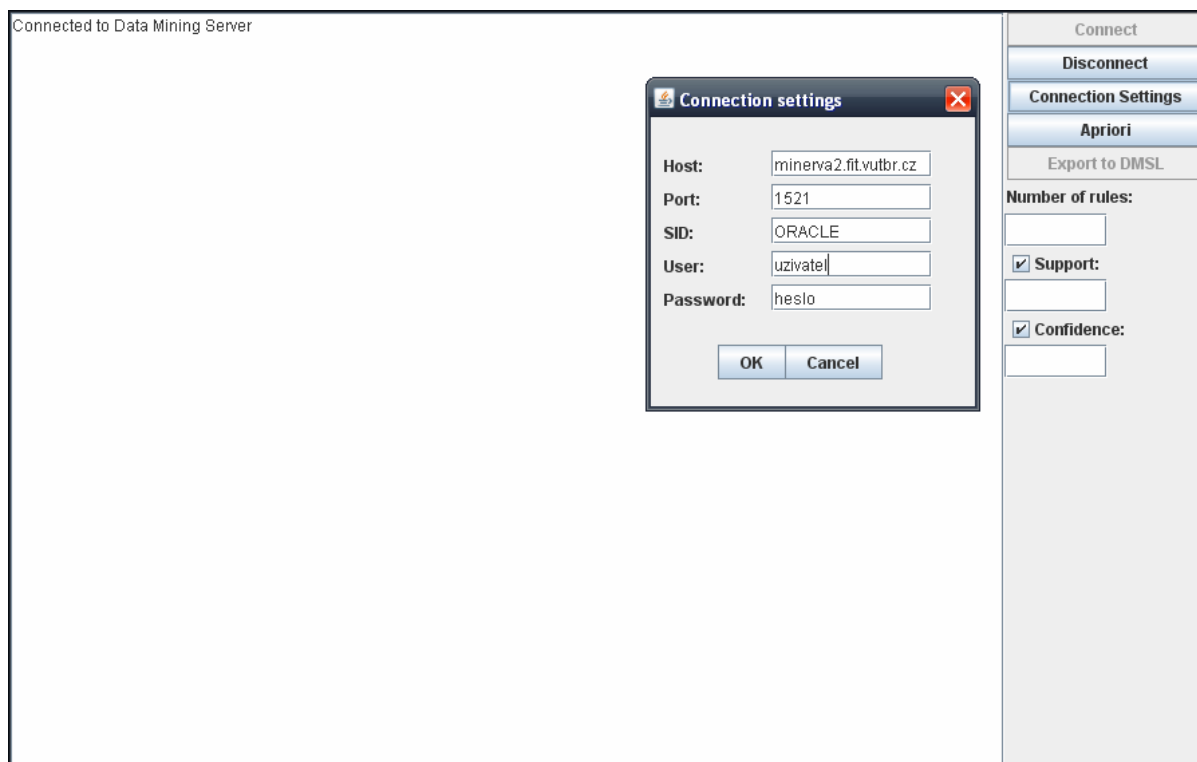 Connected to Data Mining Server
Connect
Disconnect
Connection Settings
Apriori
Export to DMSL
Number of rules:
Support:
Confidence:
Connection settings
Host: minerva2.fit.vutbr.cz
Port: 1521
SID: ORACLE
User: uzivatel
Password: heslo
OK Cancel